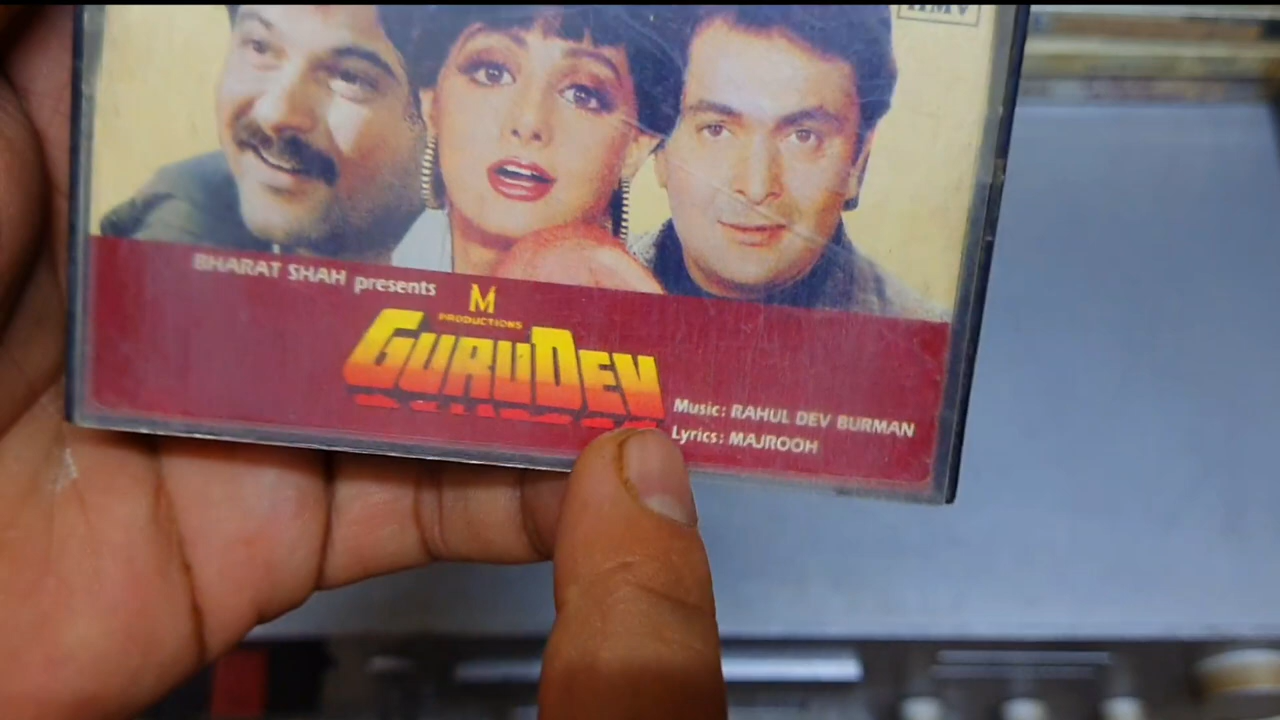 HMV
BHARAT SHAH presents
M
PRODUCTIONS
GURUDEV
Music: RAHUL DEV BURMAN
Lyrics: MAJROOH